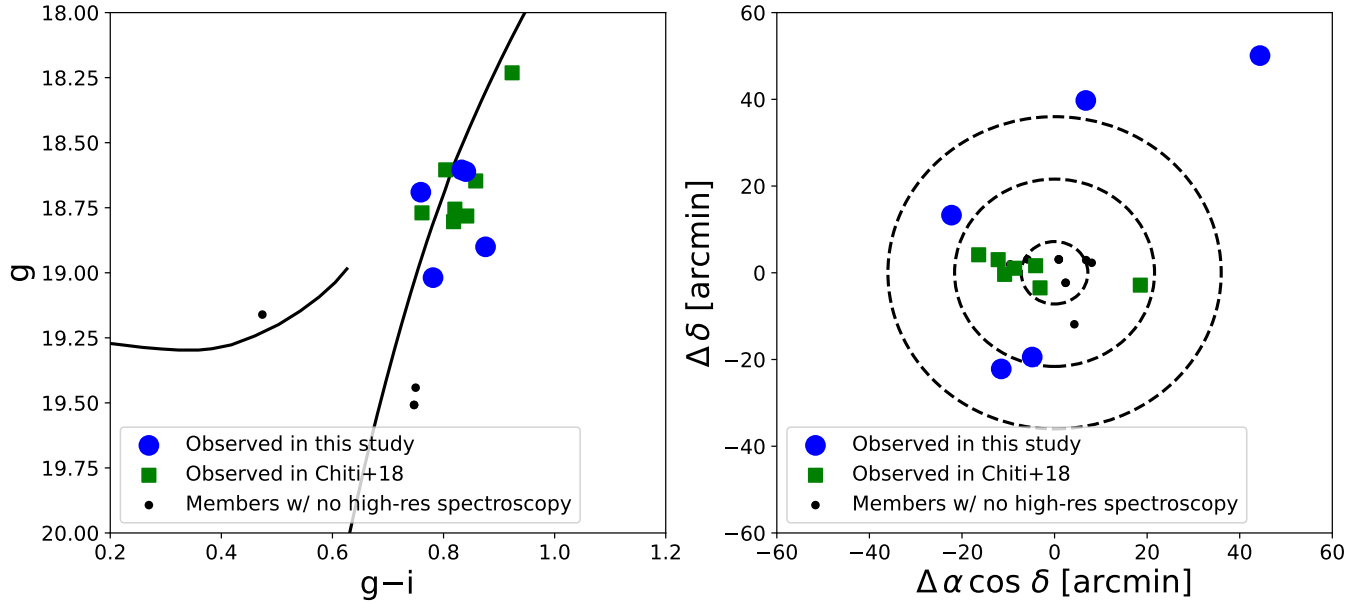 18.00
18.25
18.50
18.75
19.00
19.25
19.50
19.75
20.00
g
0.2 0.4 0.6 0.8 1.0 1.2
g−i
Observed in this study
Observed in Chiti+18
Members w/ no high-res spectroscopy
60
40
20
0
−20
−40
−60
Δδ [arcmin]
−60 −40 −20 0 20 40 60
Δ α cos δ [arcmin]
Observed in this study
Observed in Chiti+18
Members w/ no high-res spectroscopy